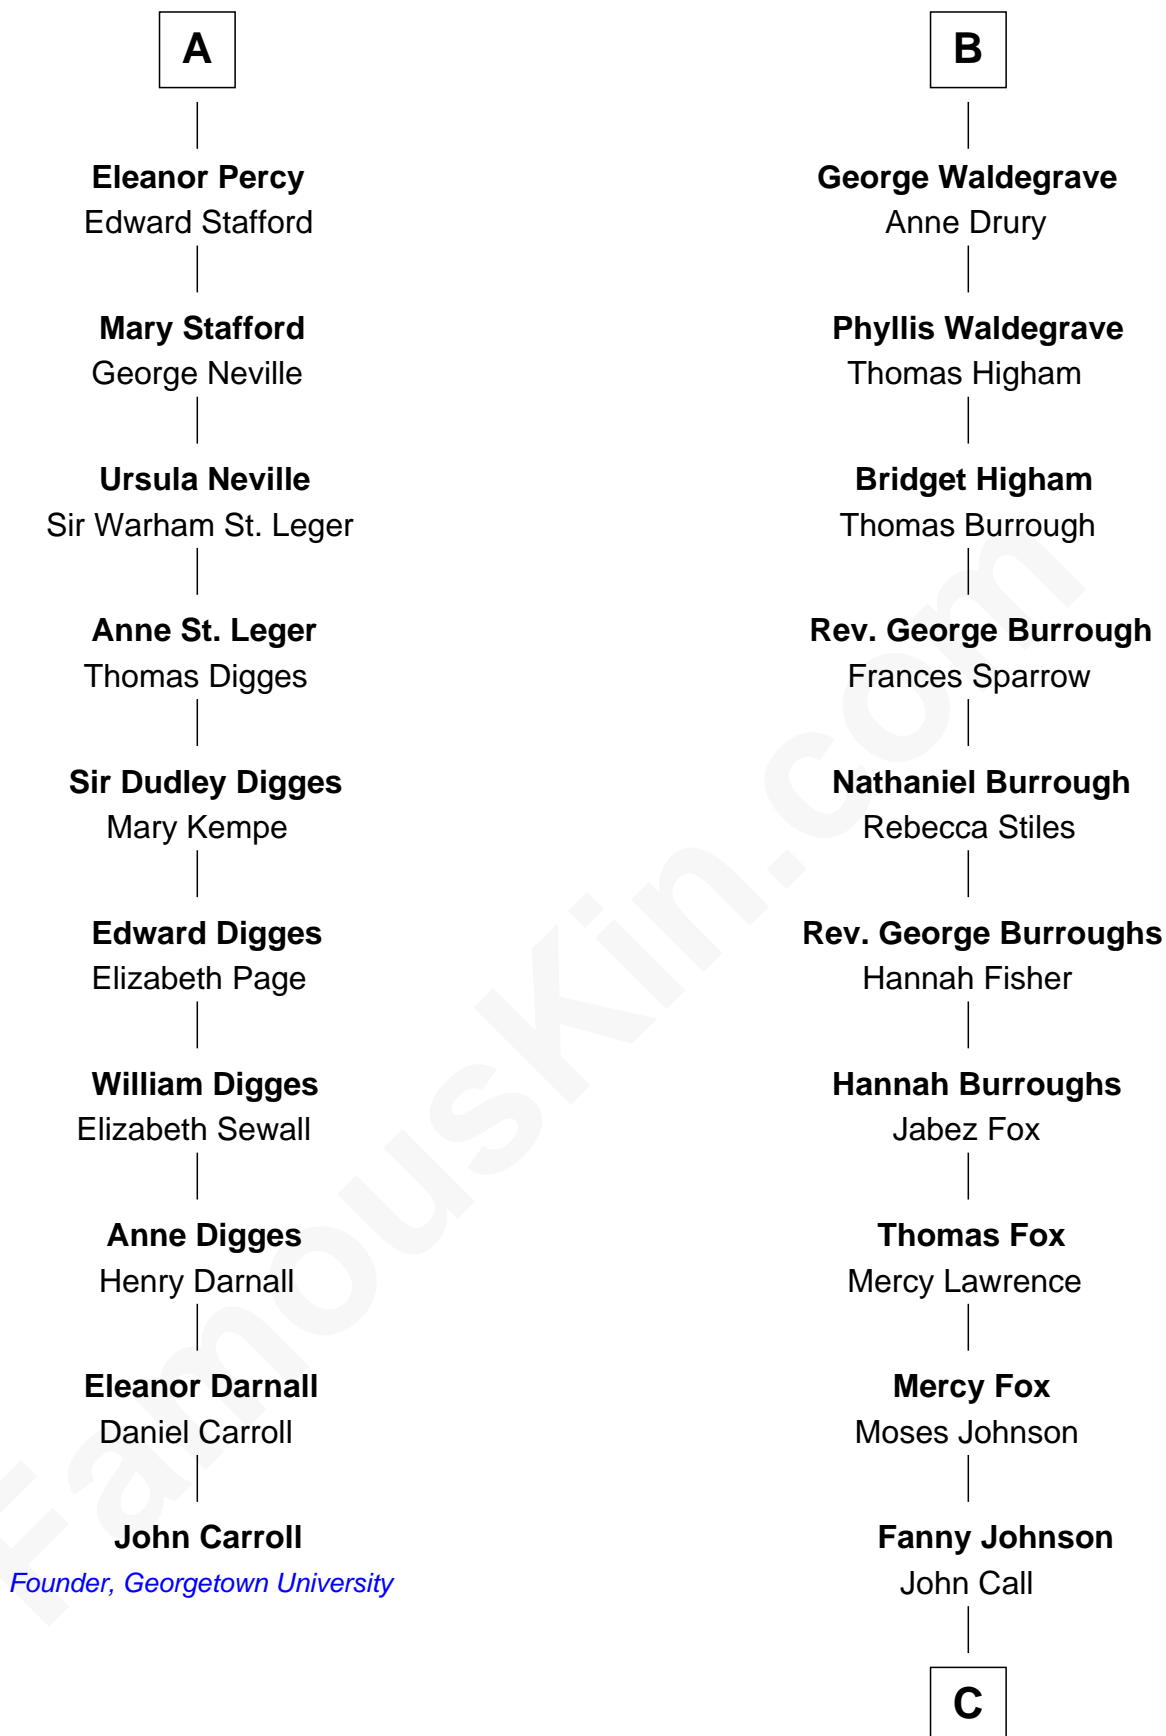 A
Eleanor Percy
Edward Stafford
Mary Stafford
George Neville
Ursula Neville
Sir Warham St. Leger
Anne St. Leger
Thomas Digges
Sir Dudley Digges
Mary Kempe
Edward Digges
Elizabeth Page
William Digges
Elizabeth Sewall
Anne Digges
Henry Darnall
Eleanor Darnall
Daniel Carroll
John Carroll
Founder, Georgetown University
B
George Waldegrave
Anne Drury
Phyllis Waldegrave
Thomas Higham
Bridget Higham
Thomas Burrough
Rev. George Burrough
Frances Sparrow
Nathaniel Burrough
Rebecca Stiles
Rev. George Burroughs
Hannah Fisher
Hannah Burroughs
Jabez Fox
Thomas Fox
Mercy Lawrence
Mercy Fox
Moses Johnson
Fanny Johnson
John Call
C
FamousKin.com